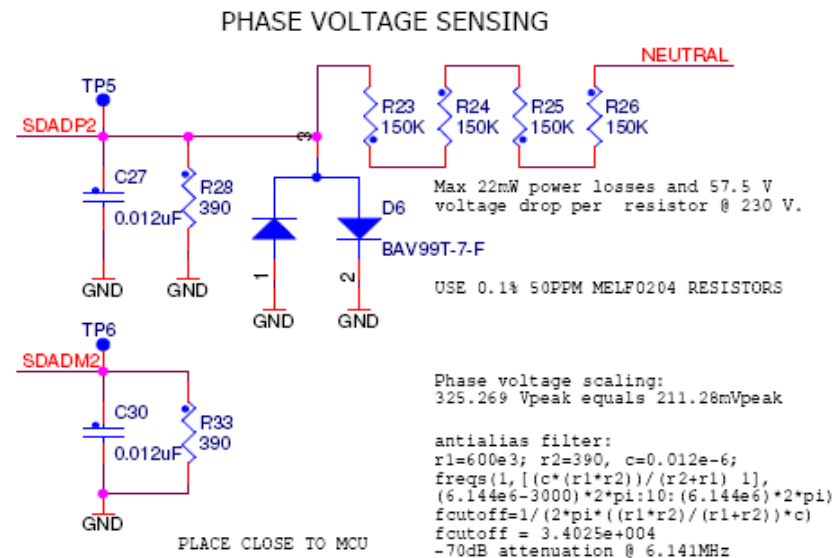 PHASE VOLTAGE SENSING
NEUTRAL
TP5
SDADP2
R23
150K
R24
150K
R25
150K
R26
150K
3
C27
0.012uF
R28
390
D6
BAV99T-7-F
1
2
GND
GND
GND
GND
Max 22mW power losses and 57.5 V
voltage drop per resistor @ 230 V.
USE 0.1% 50PPM MELF0204 RESISTORS
TP6
SDADM2
C30
0.012uF
R33
390
GND
PLACE CLOSE TO MCU
Phase voltage scaling:
325.269 Vpeak equals 211.28mVpeak
antialias filter:
r1=600e3; r2=390, c=0.012e-6;
freqs(1,[(c*(r1*r2))/(r2+r1) 1],
(6.144e6-3000)*2*pi:10:(6.144e6)*2*pi)
fcutoff=1/(2*pi*((r1*r2)/(r1+r2))*c)
fcutoff = 3.4025e+004
-70dB attenuation @ 6.141MHz